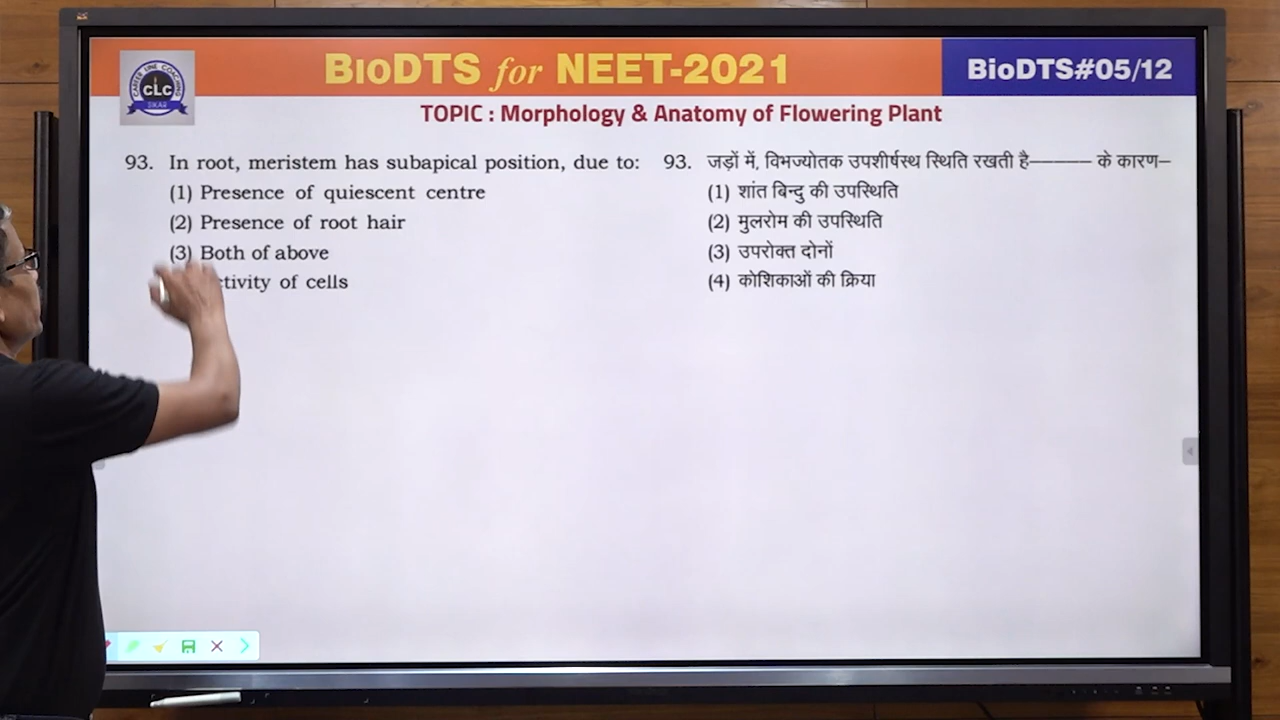 BIODTS for NEET-2021
BioDTS#05/12
CAREER LINE COACHING
CLC
SIKAR
TOPIC : Morphology & Anatomy of Flowering Plant
93. In root, meristem has subapical position, due to:
(1) Presence of quiescent centre
(2) Presence of root hair
(3) Both of above
ctivity of cells
93. जड़ों में, विभज्योतक उपशीर्षस्थ स्थिति रखती है——— के कारण–
(1) शांत बिन्दु की उपस्थिति
(2) मुलरोम की उपस्थिति
(3) उपरोक्त दोनों
(4) कोशिकाओं की क्रिया